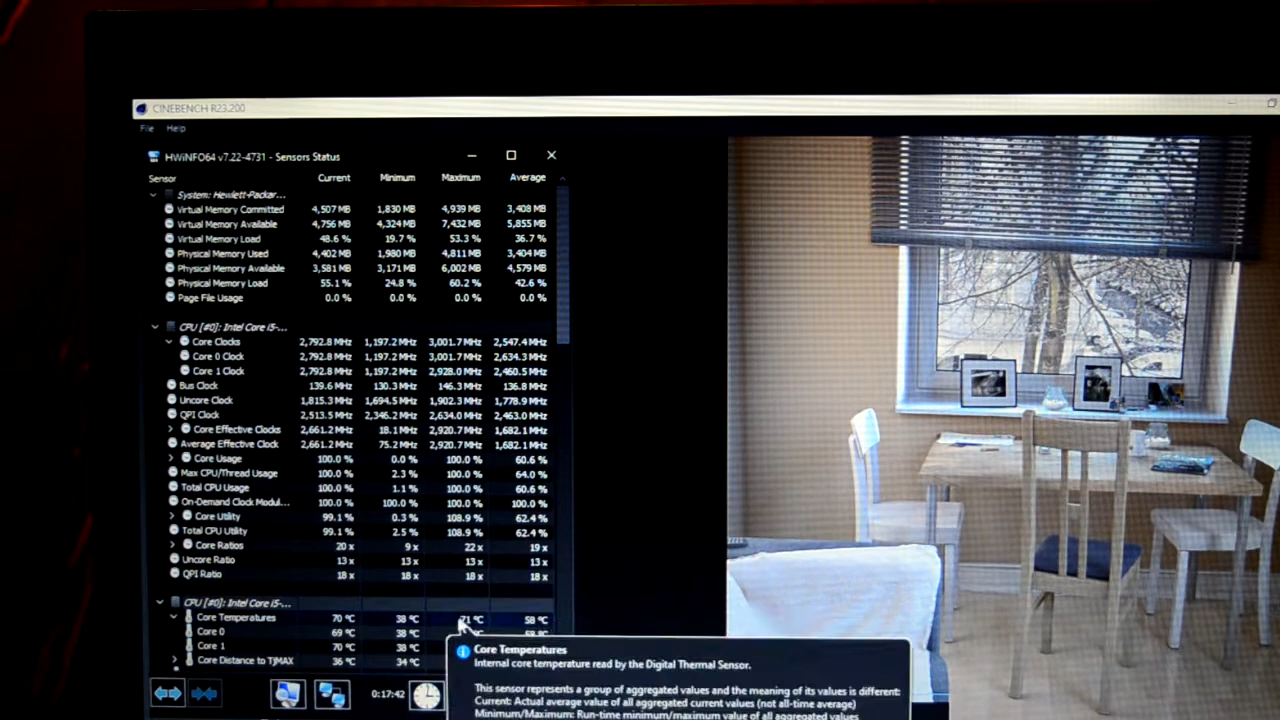 CINEBENCH R23.200
File Help
HWiNFO64 v7.22-4731 - Sensors Status
Sensor Current Minimum Maximum Average
System: Hewlett-Packar...
Virtual Memory Committed 4,507 MB 1,830 MB 4,939 MB 3,408 MB
Virtual Memory Available 4,756 MB 4,324 MB 7,432 MB 5,855 MB
Virtual Memory Load 48.6 % 19.7 % 53.3 % 36.7 %
Physical Memory Used 4,402 MB 1,980 MB 4,811 MB 3,404 MB
Physical Memory Available 3,581 MB 3,171 MB 6,002 MB 4,579 MB
Physical Memory Load 55.1 % 24.8 % 60.2 % 42.6 %
Page File Usage 0.0 % 0.0 % 0.0 % 0.0 %
CPU [#0]: Intel Core i5-...
Core Clocks 2,792.8 MHz 1,197.2 MHz 3,001.7 MHz 2,547.4 MHz
Core 0 Clock 2,792.8 MHz 1,197.2 MHz 3,001.7 MHz 2,634.3 MHz
Core 1 Clock 2,792.8 MHz 1,197.2 MHz 2,928.0 MHz 2,460.5 MHz
Bus Clock 139.6 MHz 130.3 MHz 146.3 MHz 136.8 MHz
Uncore Clock 1,815.3 MHz 1,694.5 MHz 1,902.3 MHz 1,778.9 MHz
QPI Clock 2,513.5 MHz 2,346.2 MHz 2,634.0 MHz 2,463.0 MHz
Core Effective Clocks 2,661.2 MHz 18.1 MHz 2,920.7 MHz 1,682.1 MHz
Average Effective Clock 2,661.2 MHz 75.2 MHz 2,920.7 MHz 1,682.1 MHz
Core Usage 100.0 % 0.0 % 100.0 % 60.6 %
Max CPU/Thread Usage 100.0 % 2.3 % 100.0 % 64.0 %
Total CPU Usage 100.0 % 1.1 % 100.0 % 60.6 %
On-Demand Clock Modul... 100.0 % 100.0 % 100.0 % 100.0 %
Core Utility 99.1 % 0.3 % 108.9 % 62.4 %
Total CPU Utility 99.1 % 2.5 % 108.9 % 62.4 %
Core Ratios 20 x 9 x 22 x 19 x
Uncore Ratio 13 x 13 x 13 x 13 x
QPI Ratio 18 x 18 x 18 x 18 x
CPU [#0]: Intel Core i5-...
Core Temperatures 70 °C 38 °C 71 °C 58 °C
Core 0 69 °C 38 °C
Core 1 70 °C 38 °C
Core Distance to TjMAX 36 °C 34 °C
0:17:42
Core Temperatures
Internal core temperature read by the Digital Thermal Sensor.
This sensor represents a group of aggregated values and the meaning of its values is different:
Current: Actual average value of all aggregated current values (not all-time average)
Minimum/Maximum: Run-time minimum/maximum value of all aggregated values